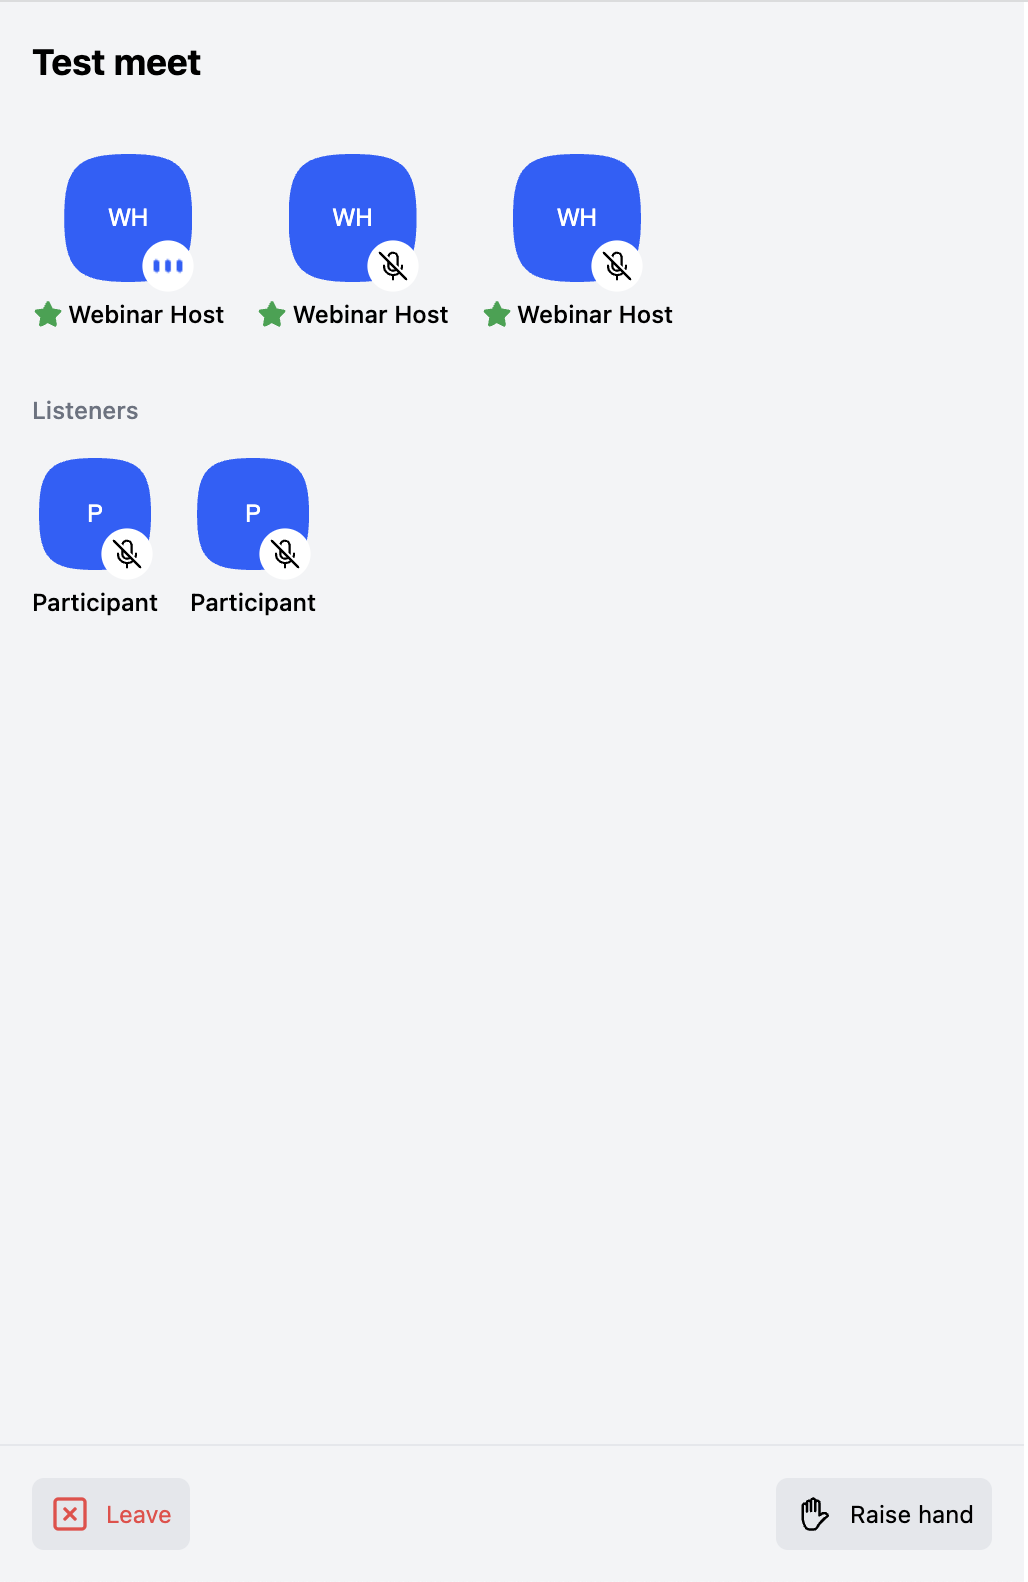 Test meet
WH WH WH
Webinar Host Webinar Host Webinar Host
Listeners
P P
Participant Participant
Leave Raise hand